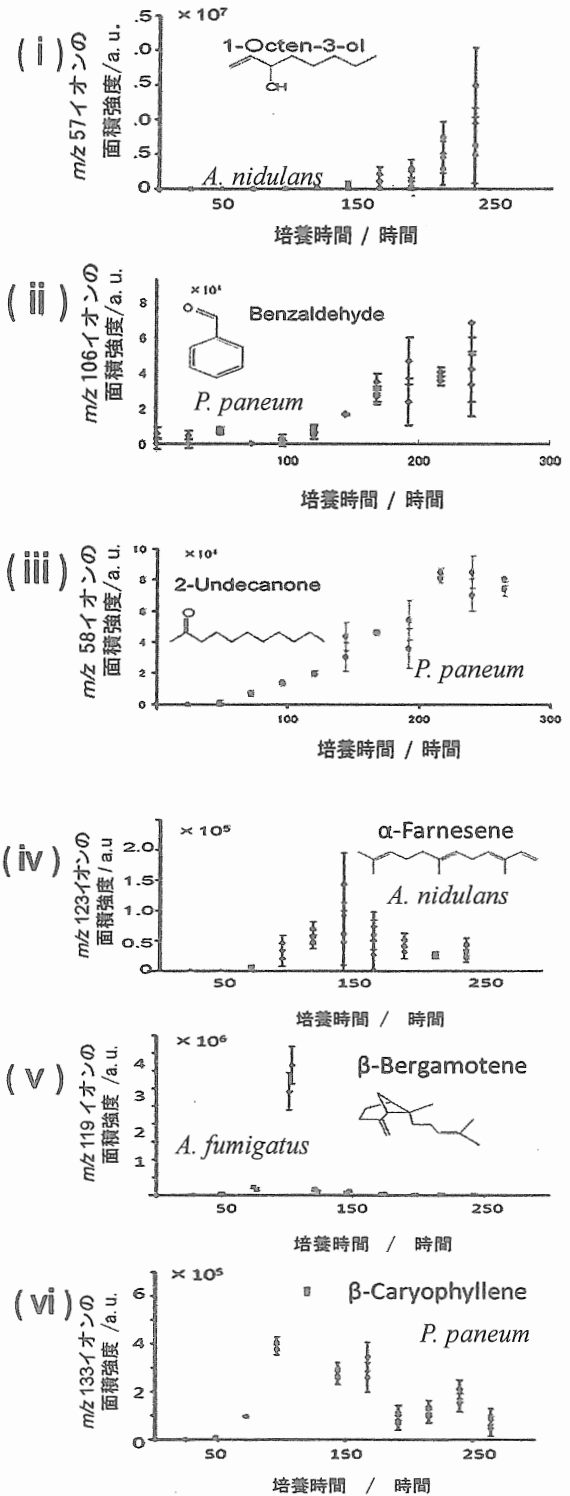 (i)
m/z 57イオンの
面積強度/a. u.
× 10⁷
.5
.0
.5
.0
.5
0
1-Octen-3-ol
CH
A. nidulans
50
150
250
培養時間 / 時間
(ii)
m/z 106イオンの
面積強度/a. u.
8
6
4
2
0
O
Benzaldehyde
P. paneum
100
200
300
培養時間 / 時間
(iii)
m/z 58イオンの
面積強度/a. u.
× 10⁴
10
8
6
4
2
0
2-Undecanone
O
P. paneum
100
200
300
培養時間 / 時間
(iv)
m/z 123イオンの
面積強度/a.u
× 10⁵
2.0
1.5
1.0
0.5
0
α-Farnesene
A. nidulans
50
150
250
培養時間 / 時間
(v)
m/z 119イオンの
面積強度 /a.u.
× 10⁶
4
3
2
2
1
β-Bergamotene
A. fumigatus
50
150
250
培養時間 / 時間
(vi)
m/z 133イオンの
面積強度 /a.u.
× 10⁵
6
4
2
0
β-Caryophyllene
P. paneum
50
150
250
培養時間 / 時間